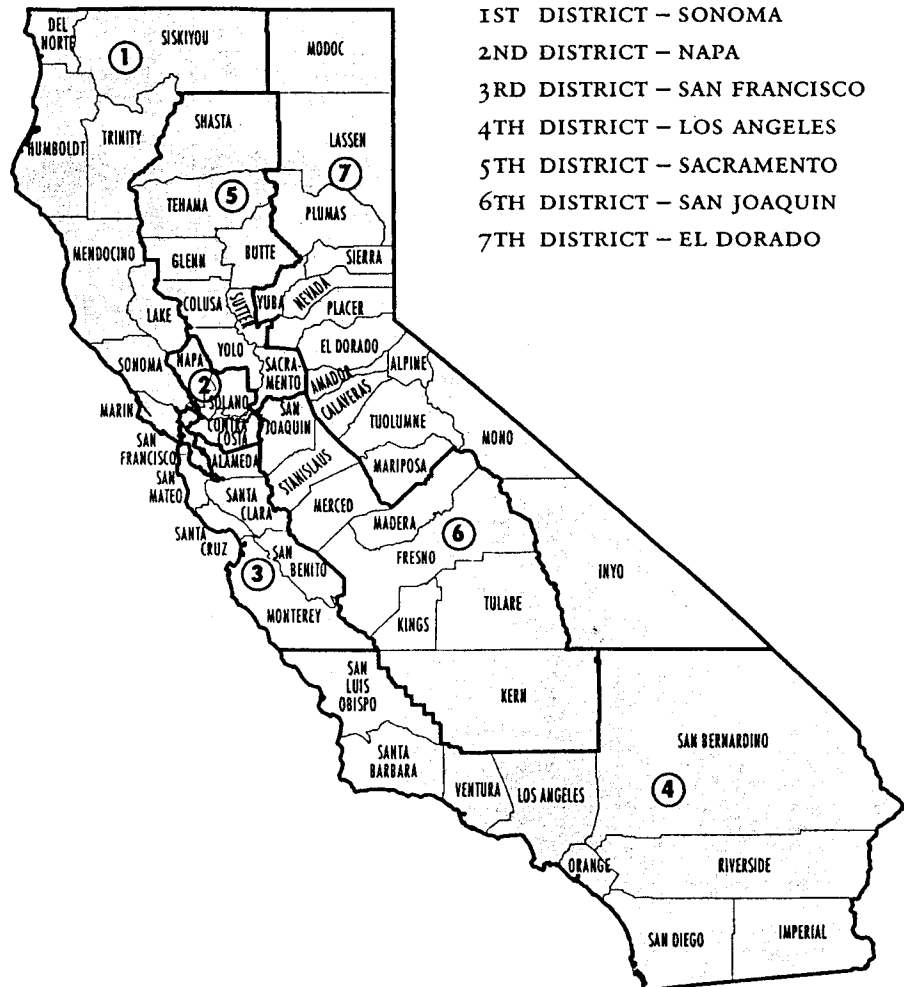 1ST DISTRICT – SONOMA
2ND DISTRICT – NAPA
3RD DISTRICT – SAN FRANCISCO
4TH DISTRICT – LOS ANGELES
5TH DISTRICT – SACRAMENTO
6TH DISTRICT – SAN JOAQUIN
7TH DISTRICT – EL DORADO
DEL
NORTE
SISKIYOU
MODOC
1
HUMBOLDT
TRINITY
SHASTA
LASSEN
7
TEHAMA
5
PLUMAS
MENDOCINO
GLENN
BUTTE
SIERRA
LAKE
COLUSA
SUTTER
YUBA
NEVADA
PLACER
SONOMA
NAPA
YOLO
EL DORADO
SACRA-
MENTO
AMADOR
ALPINE
2
SOLANO
CALAVERAS
MARIN
CONTRA
COSTA
SAN
JOAQUIN
TUOLUMNE
MONO
SAN
FRANCISCO
ALAMEDA
STANISLAUS
MARIPOSA
SAN
MATEO
SANTA
CLARA
MERCED
MADERA
6
SANTA
CRUZ
SAN
BENITO
FRESNO
3
INYO
MONTEREY
KINGS
TULARE
SAN
LUIS
OBISPO
KERN
SAN BERNARDINO
SANTA
BARBARA
VENTURA
LOS ANGELES
4
ORANGE
RIVERSIDE
SAN DIEGO
IMPERIAL